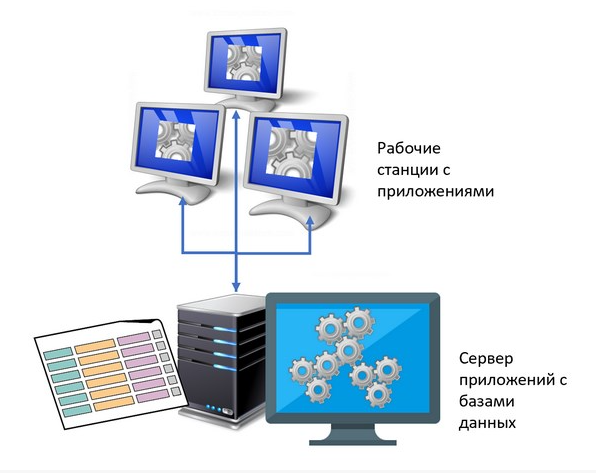 Рабочие
станции с
приложениями
Сервер
приложений с
базами
данных